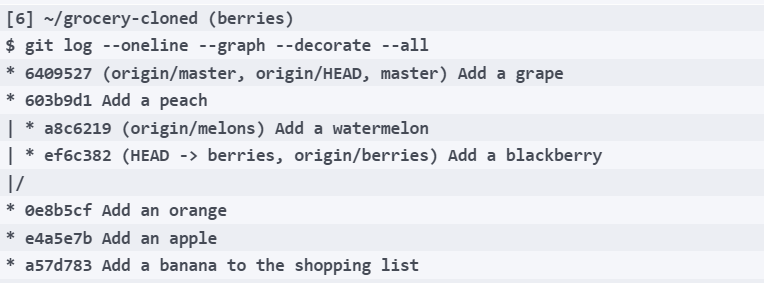 [6] ~/grocery-cloned (berries)
$ git log --oneline --graph --decorate --all
* 6409527 (origin/master, origin/HEAD, master) Add a grape
* 603b9d1 Add a peach
| * a8c6219 (origin/melons) Add a watermelon
| * ef6c382 (HEAD -> berries, origin/berries) Add a blackberry
|/
* 0e8b5cf Add an orange
* e4a5e7b Add an apple
* a57d783 Add a banana to the shopping list